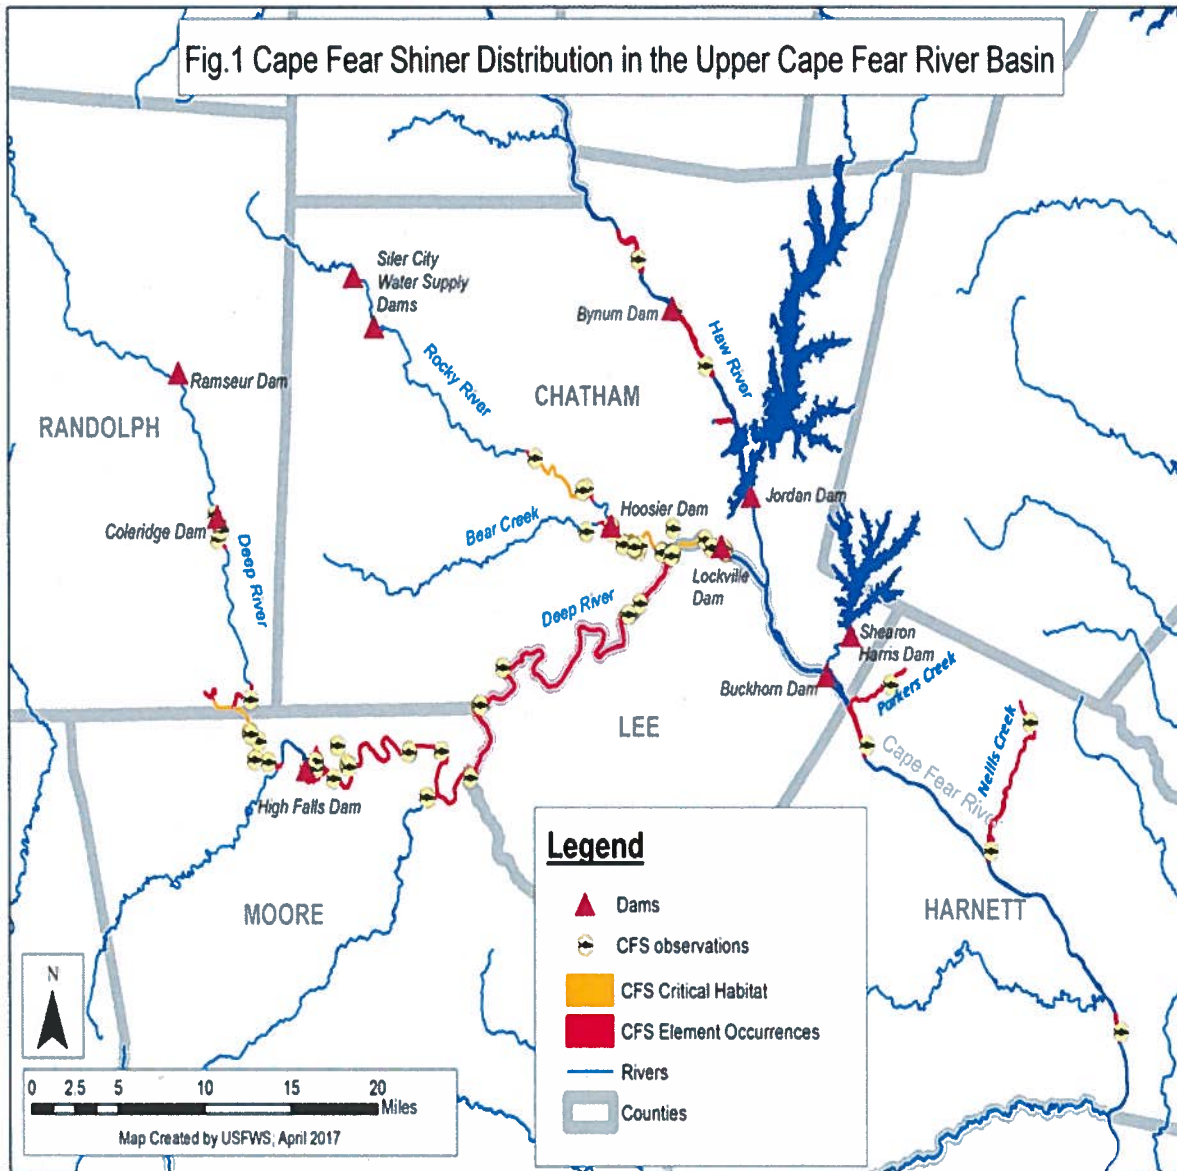 Fig.1 Cape Fear Shiner Distribution in the Upper Cape Fear River Basin
Siler City
Water Supply
Dams
Bynum Dam
Haw River
Rocky River
Ramseur Dam
CHATHAM
RANDOLPH
Jordan Dam
Hoosier Dam
Bear Creek
Coleridge Dam
Deep River
Lockville
Dam
Deep River
Shearon
Harris Dam
Buckhorn Dam
Parkers Creek
LEE
Neills Creek
Cape Fear River
High Falls Dam
MOORE
HARNETT
Legend
Dams
CFS observations
CFS Critical Habitat
CFS Element Occurrences
Rivers
Counties
N
0 2.5 5 10 15 20
Miles
Map Created by USFWS; April 2017